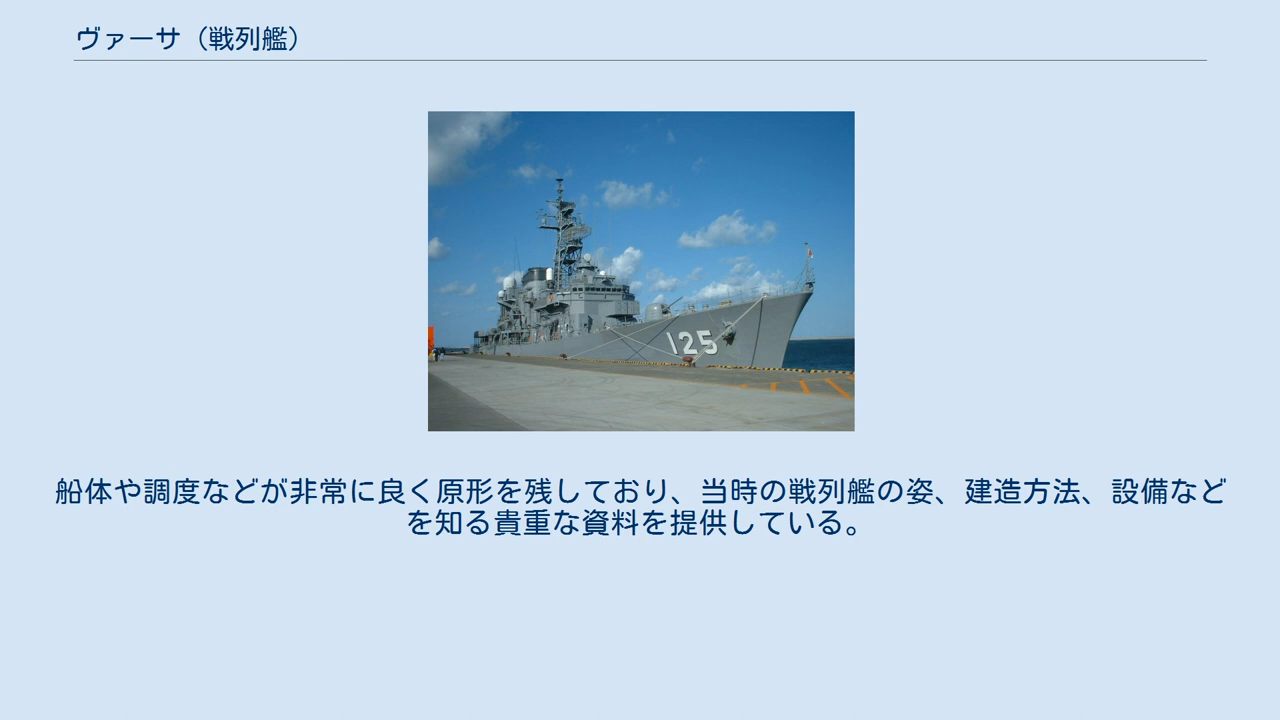 ヴァーサ（戦列艦）
125
船体や調度などが非常に良く原形を残しており、当時の戦列艦の姿、建造方法、設備など
を知る貴重な資料を提供している。